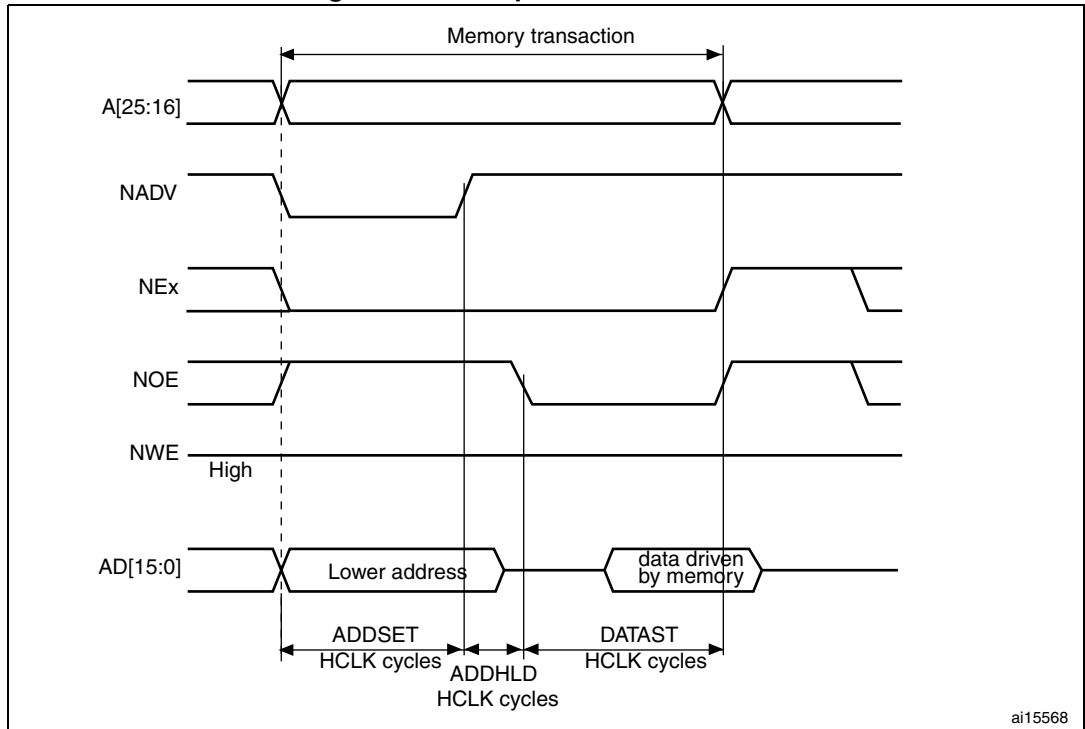 Memory transaction
A[25:16]
NADV
NEx
NOE
NWE
High
AD[15:0]
Lower address
data driven
by memory
ADDSET
HCLK cycles
ADDHLD
HCLK cycles
DATAST
HCLK cycles
ai15568